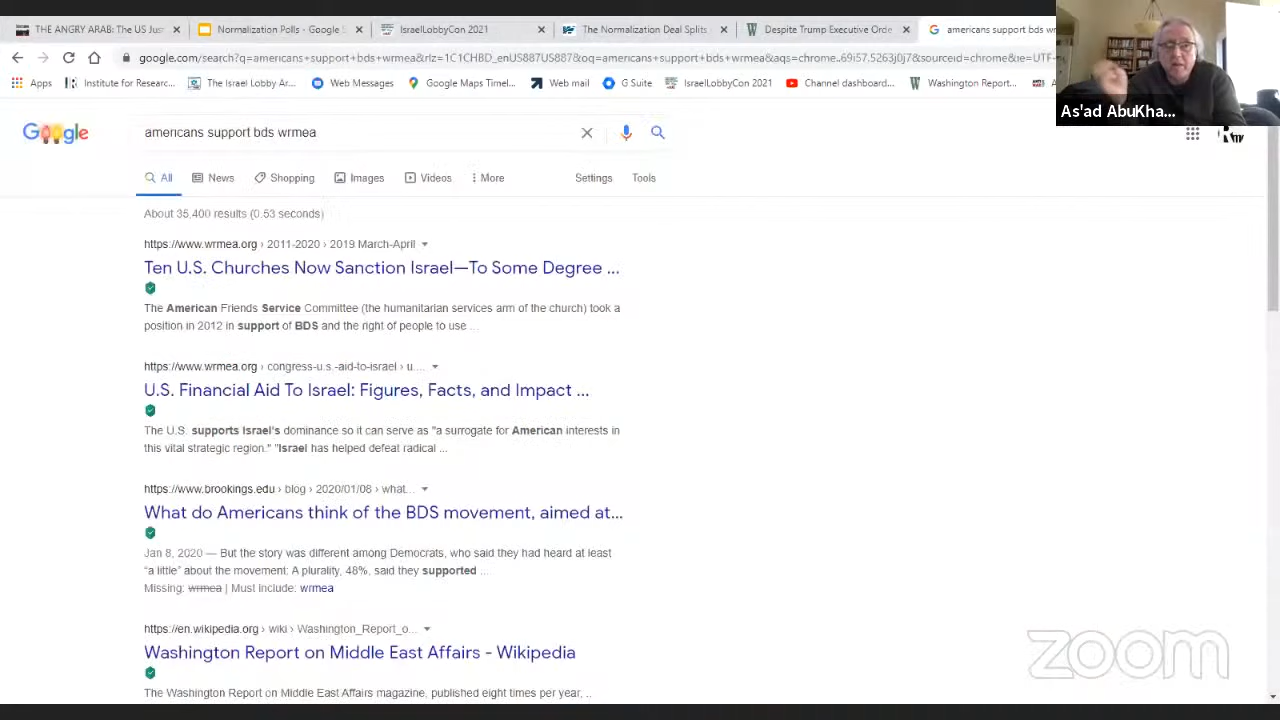 THE ANGRY ARAB: The US Jus
Normalization Polls - Google S
IsraelLobbyCon 2021
The Normalization Deal Splits
Despite Trump Executive Orde
americans support bds wr
google.com/search?q=americans+support+bds+wrmea&
Apps
Institute for Researc...
The Israel Lobby Ar...
Web Messages
Google Maps Timel...
Web mail
G Suite
IsraelLobbyCon 2021
Channel dashboard...
Washington Report...
As'ad AbuKha...
Google
americans support bds wrmea
All
News
Shopping
Images
Videos
More
Settings
Tools
About 35,400 results (0.53 seconds)
https://www.wrmea.org › 2011-2020 › 2019 March-April
Ten U.S. Churches Now Sanction Israel—To Some Degree ...
The American Friends Service Committee (the humanitarian services arm of the church) took a
position in 2012 in support of BDS and the right of people to use ...
https://www.wrmea.org › congress-u.s.-aid-to-israel › u....
U.S. Financial Aid To Israel: Figures, Facts, and Impact ...
The U.S. supports Israel's dominance so it can serve as "a surrogate for American interests in
this vital strategic region." "Israel has helped defeat radical ...
https://www.brookings.edu › blog › 2020/01/08 › what...
What do Americans think of the BDS movement, aimed at...
Jan 8, 2020 — But the story was different among Democrats, who said they had heard at least
"a little" about the movement: A plurality, 48%, said they supported ...
Missing: wrmea | Must include: wrmea
https://en.wikipedia.org › wiki › Washington_Report_o...
Washington Report on Middle East Affairs - Wikipedia
The Washington Report on Middle East Affairs magazine, published eight times per year, ..
zoom